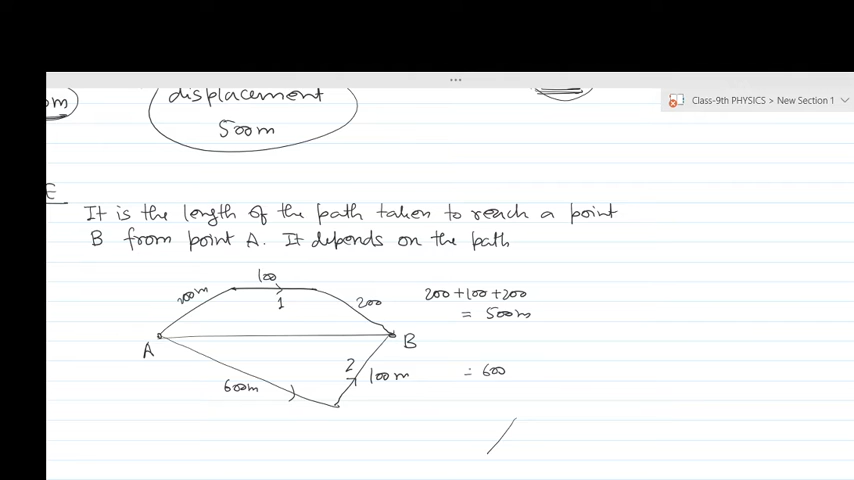 displacement
om
500m
Class-9th PHYSICS > New Section 1
E
It is the length of the path taken to reach a point
B from point A. It depends on the path
100
200m
1
200
200+100+200
= 500m
A
B
2
600m
100m
= 600